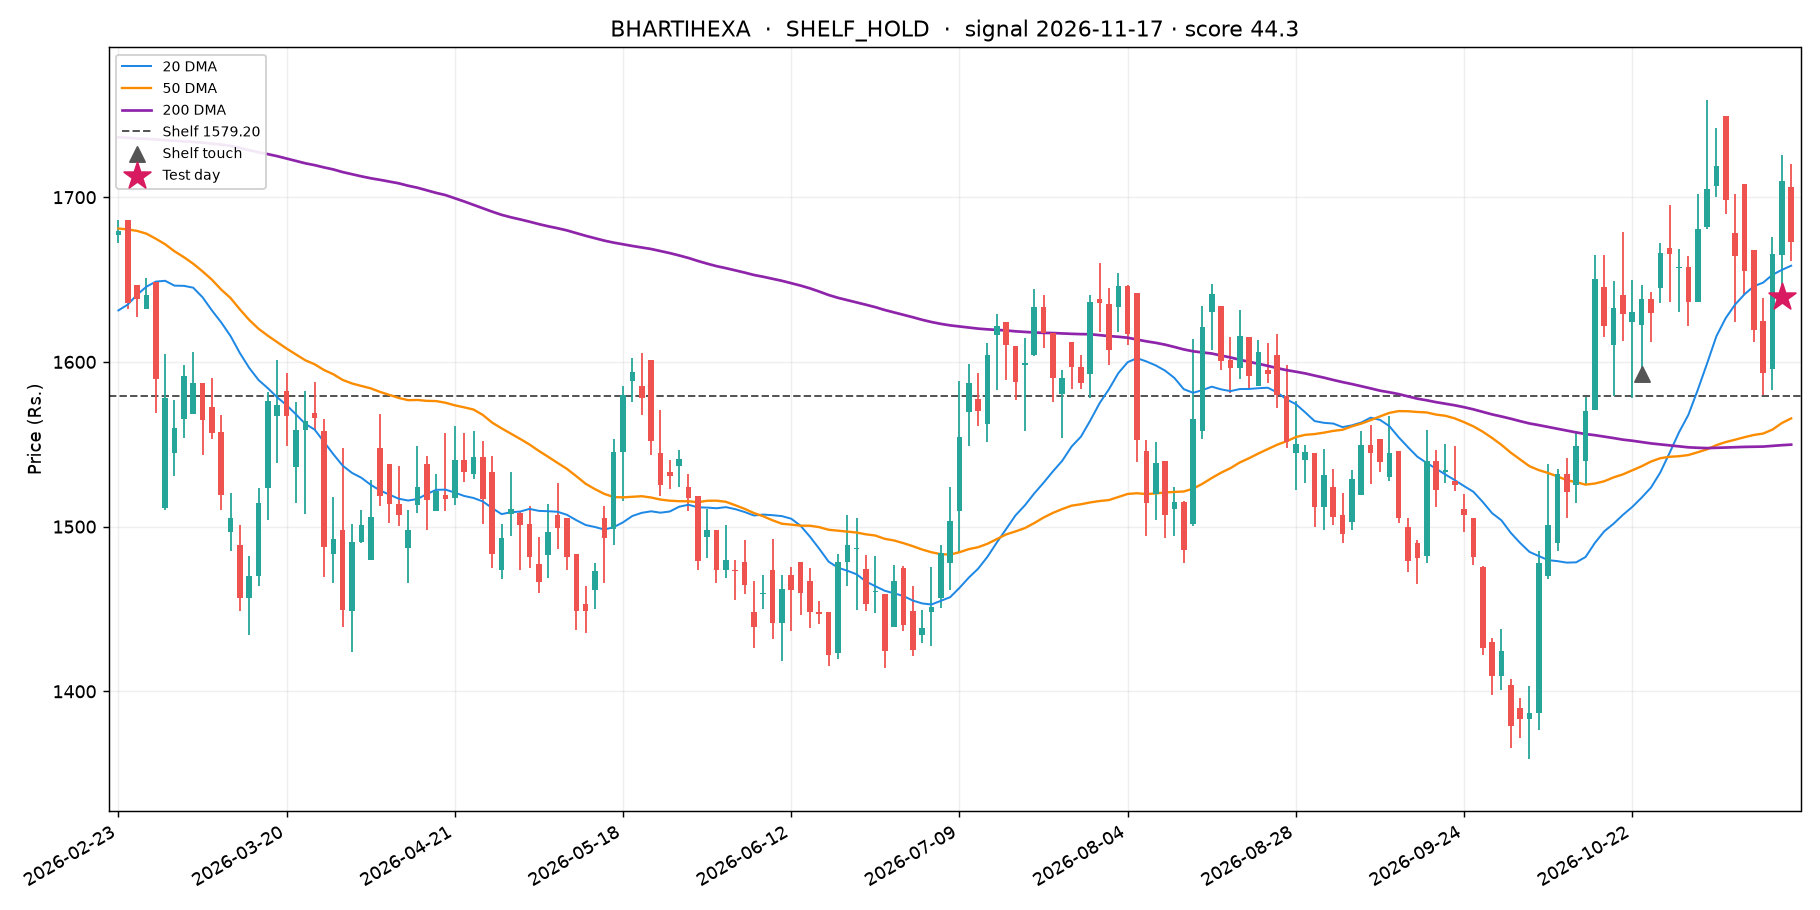 BHARTIHEXA · SHELF_HOLD · signal 2026-11-17 · score 44.3
20 DMA
50 DMA
200 DMA
Shelf 1579.20
Shelf touch
Test day
Price (Rs.)
1700
1600
1500
1400
2026-02-23
2026-03-20
2026-04-21
2026-05-18
2026-06-12
2026-07-09
2026-08-04
2026-08-28
2026-09-24
2026-10-22